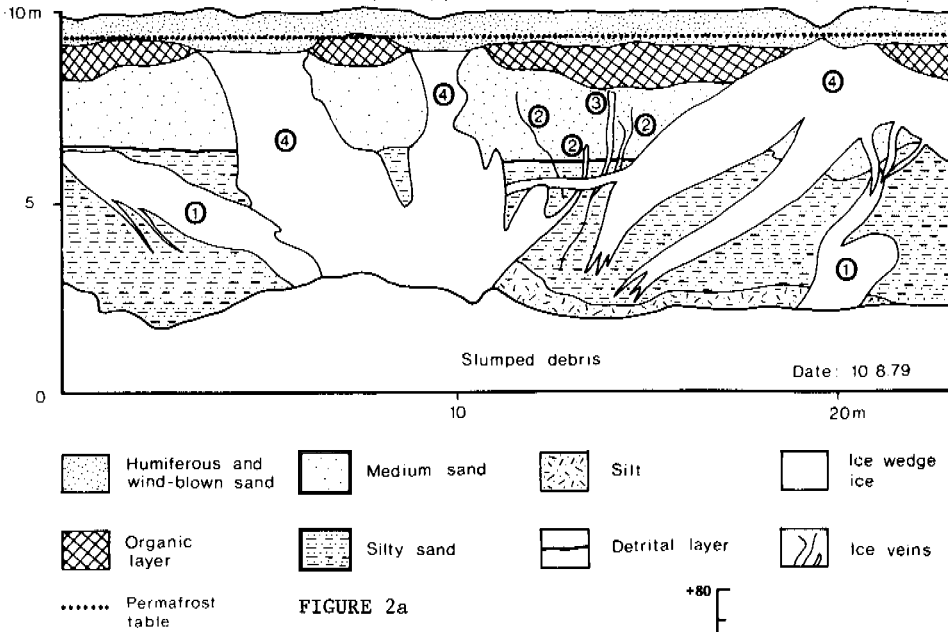 10m
5
0
4
4
2
3
2
2
4
4
1
1
Slumped debris
Date: 10 8.79
10
20m
Humiferous and
wind-blown sand
Medium sand
Silt
Ice wedge
ice
Organic
layer
Silty sand
Detrital layer
Ice veins
Permafrost
table
FIGURE 2a
+80